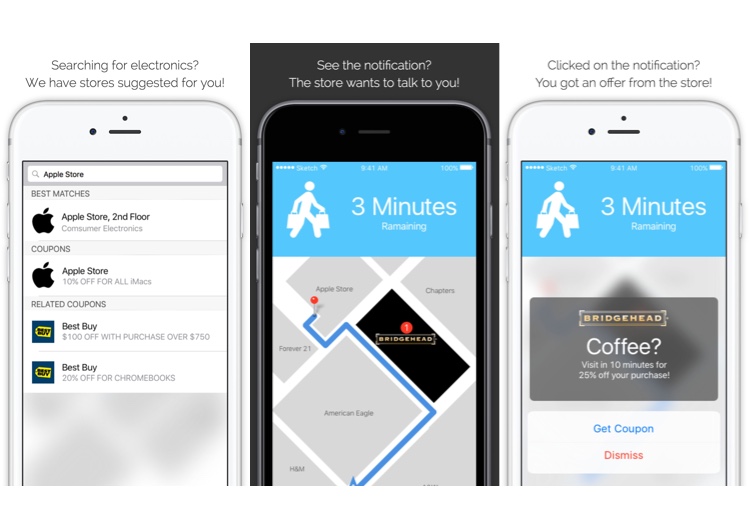 Searching for electronics?
We have stores suggested for you!
Apple Store
BEST MATCHES
Apple Store, 2nd Floor
Comsumer Electronics
COUPONS
Apple Store
10% OFF FOR ALL iMacs
RELATED COUPONS
BEST BUY
Best Buy
$100 OFF WITH PURCHASE OVER $750
BEST BUY
Best Buy
20% OFF FOR CHROMEBOOKS
See the notification?
The store wants to talk to you!
Sketch 9:41 AM 100%
3 Minutes
Ramaining
Apple Store
Chapters
1
BRIDGEHEAD
Forever 21
American Eagle
H&M
Clicked on the notification?
You got an offer from the store!
Sketch 9:41 AM 100%
3 Minutes
Ramaining
BRIDGEHEAD
Coffee?
Visit in 10 minutes for
25% off your purchase!
Get Coupon
Dismiss